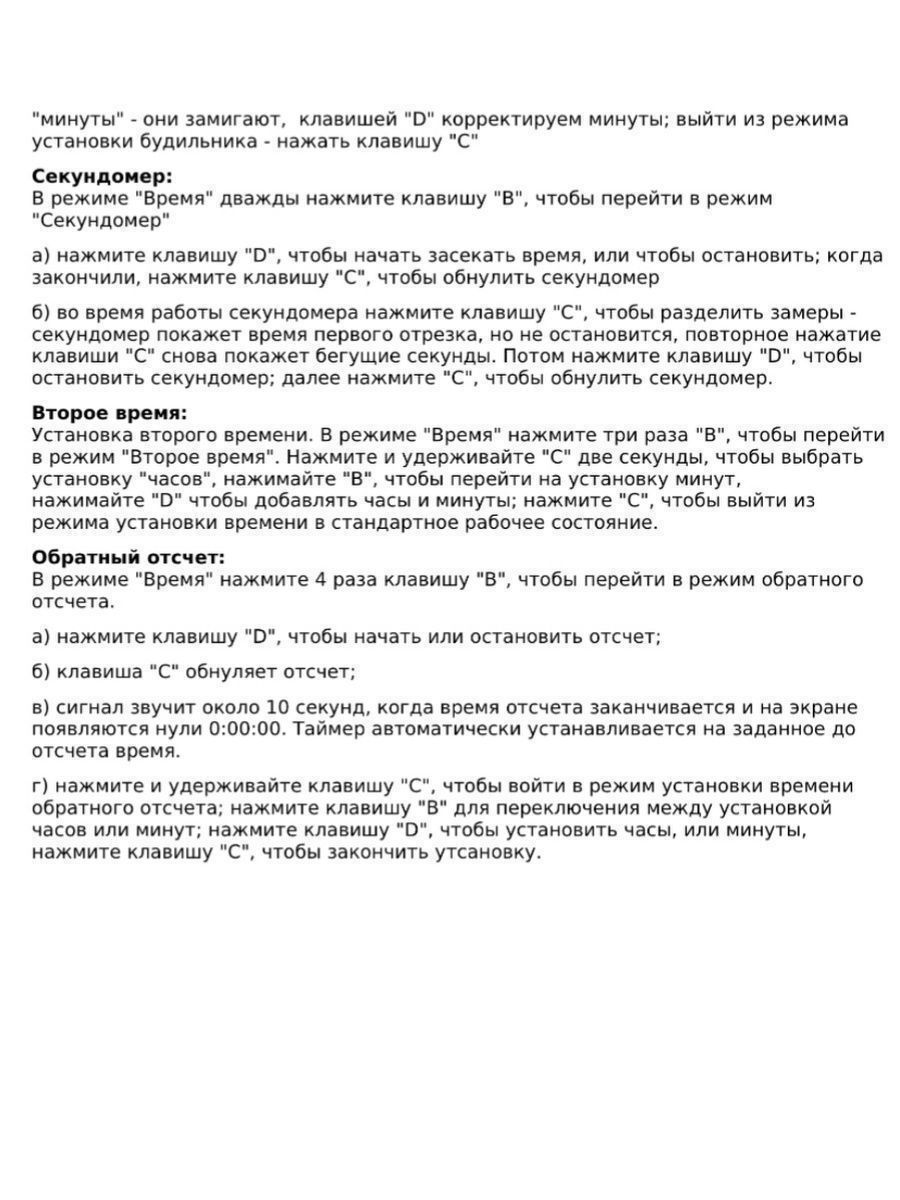 "минуты" - они замигают,  клавишей "D" корректируем минуты; выйти из режима
установки будильника - нажать клавишу "С"
Секундомер:
В режиме "Время" дважды нажмите клавишу "В", чтобы перейти в режим
"Секундомер"
а) нажмите клавишу "D", чтобы начать засекать время, или чтобы остановить; когда
закончили, нажмите клавишу "С", чтобы обнулить секундомер
б) во время работы секундомера нажмите клавишу "С", чтобы разделить замеры -
секундомер покажет время первого отрезка, но не остановится, повторное нажатие
клавиши "С" снова покажет бегущие секунды. Потом нажмите клавишу "D", чтобы
остановить секундомер; далее нажмите "С", чтобы обнулить секундомер.
Второе время:
Установка второго времени. В режиме "Время" нажмите три раза "В", чтобы перейти
в режим "Второе время". Нажмите и удерживайте "С" две секунды, чтобы выбрать
установку "часов", нажимайте "В", чтобы перейти на установку минут,
нажимайте "D" чтобы добавлять часы и минуты; нажмите "С", чтобы выйти из
режима установки времени в стандартное рабочее состояние.
Обратный отсчет:
В режиме "Время" нажмите 4 раза клавишу "В", чтобы перейти в режим обратного
отсчета.
а) нажмите клавишу "D", чтобы начать или остановить отсчет;
б) клавиша "С" обнуляет отсчет;
в) сигнал звучит около 10 секунд, когда время отсчета заканчивается и на экране
появляются нули 0:00:00. Таймер автоматически устанавливается на заданное до
отсчета время.
г) нажмите и удерживайте клавишу "С", чтобы войти в режим установки времени
обратного отсчета; нажмите клавишу "В" для переключения между установкой
часов или минут; нажмите клавишу "D", чтобы установить часы, или минуты,
нажмите клавишу "С", чтобы закончить утсановку.